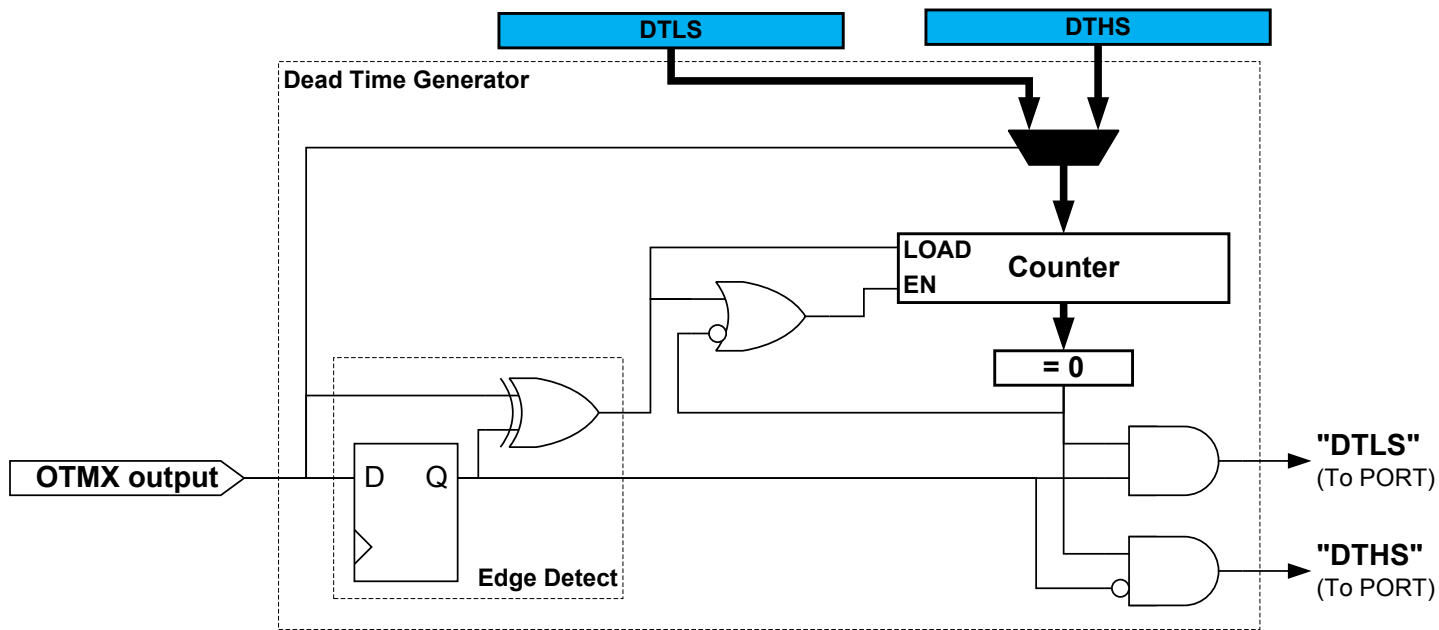 DTLS
DTHS
Dead Time Generator
LOAD
Counter
EN
= 0
"DTLS"
(To PORT)
OTMX output
D
Q
"DTHS"
(To PORT)
Edge Detect